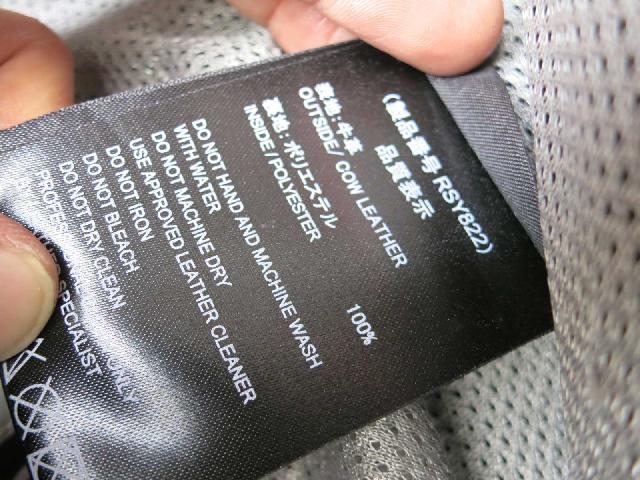 (製品番号 RSY822)
品質表示
表地:牛革
OUTSIDE/ COW LEATHER
100%
裏地:ポリエステル
INSIDE / POLYESTER
DO NOT HAND AND MACHINE WASH
WITH WATER
DO NOT MACHINE DRY
USE APPROVED LEATHER CLEANER
DO NOT IRON
DO NOT BLEACH
DO NOT DRY CLEAN
SPECIALIST